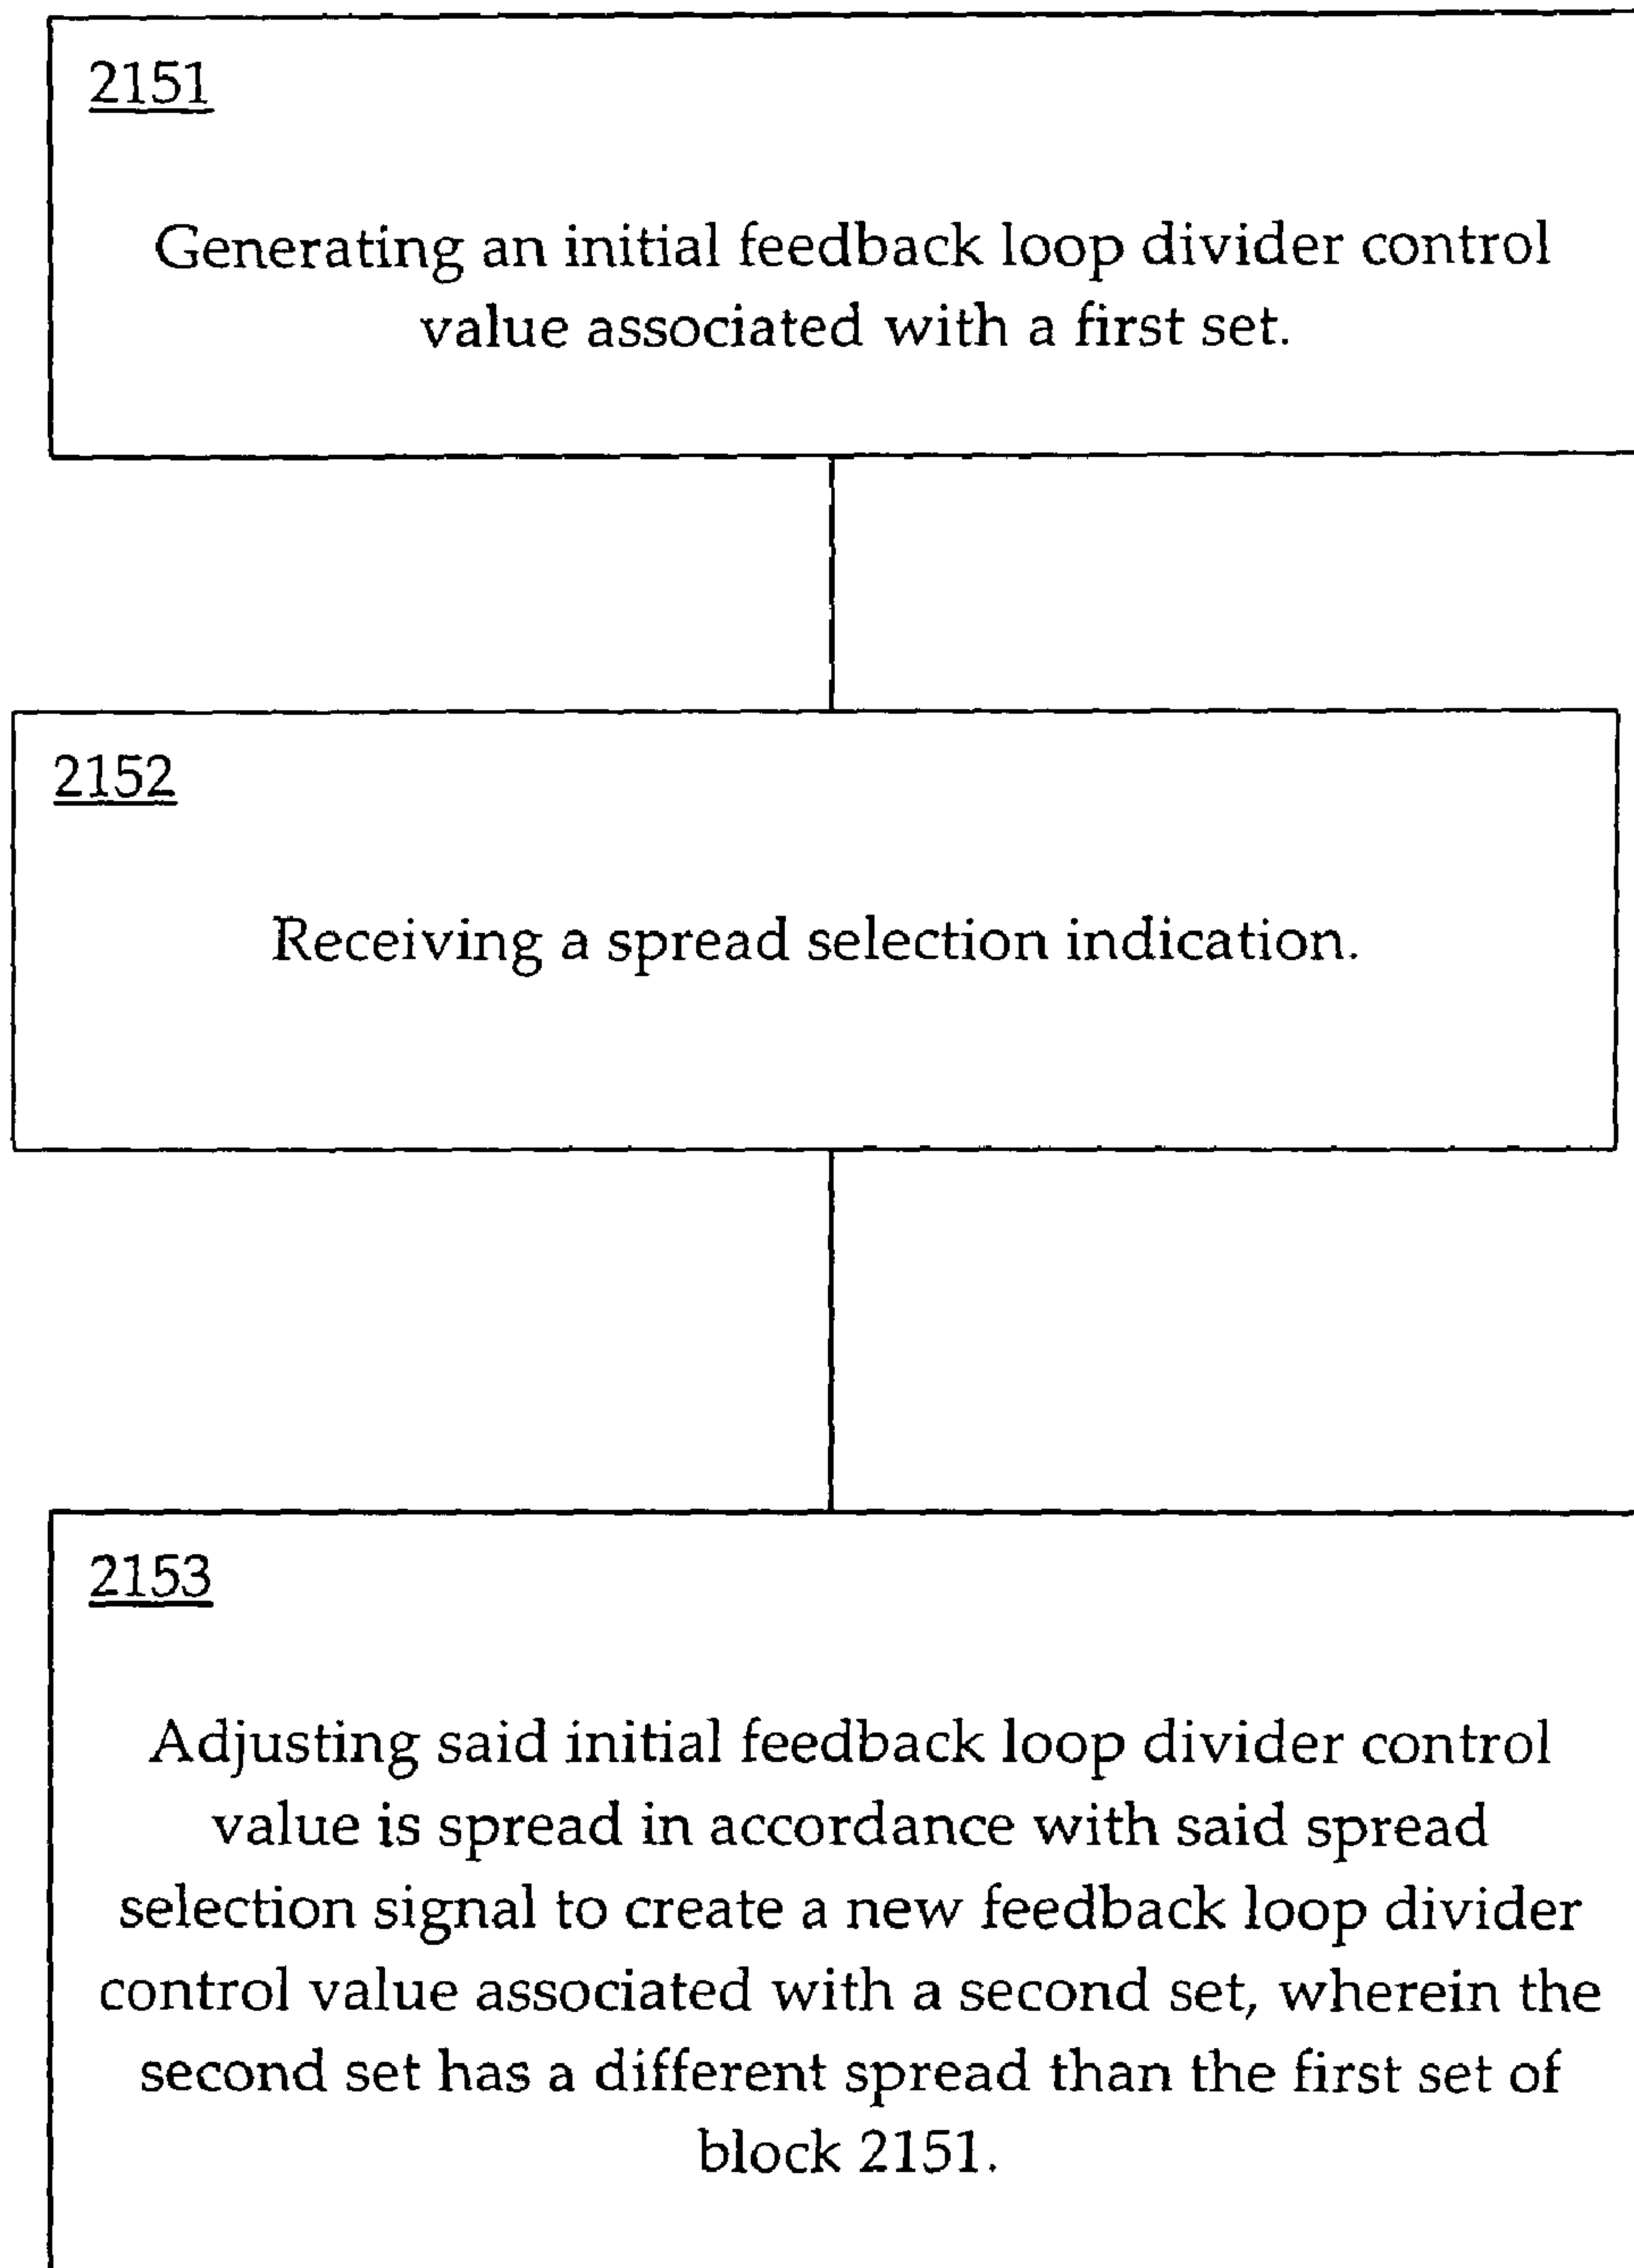 2151
Generating an initial feedback loop divider control
value associated with a first set.
2152
Receiving a spread selection indication.
2153
Adjusting said initial feedback loop divider control
value is spread in accordance with said spread
selection signal to create a new feedback loop divider
control value associated with a second set, wherein the
second set has a different spread than the first set of
block 2151.